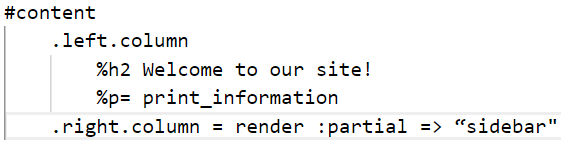 #content
    .left.column
        %h2 Welcome to our site!
        %p= print_information
    .right.column = render :partial => “sidebar"